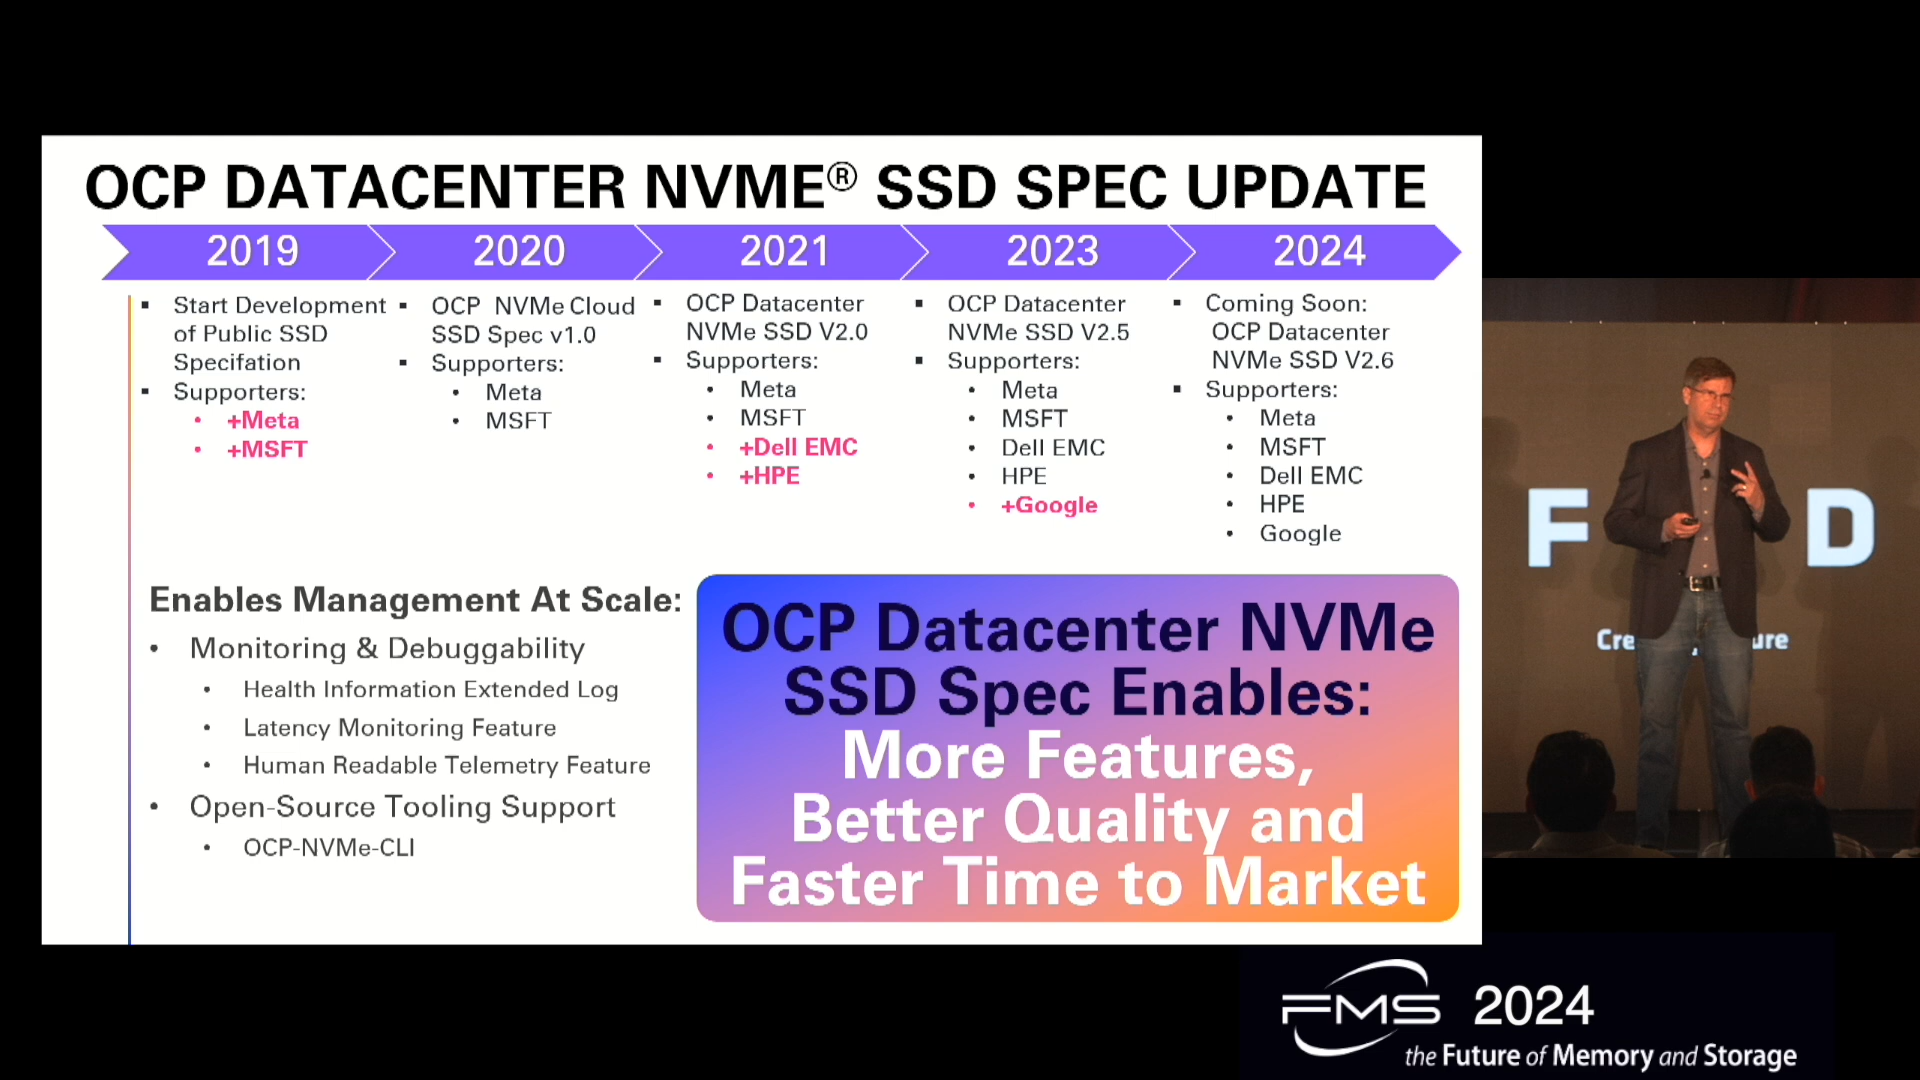 OCP DATACENTER NVME® SSD SPEC UPDATE
2019
2020
2021
2023
2024
▪ Start Development
of Public SSD
Specifation
▪ Supporters:
• +Meta
• +MSFT
▪ OCP NVMe Cloud
SSD Spec v1.0
▪ Supporters:
• Meta
• MSFT
▪ OCP Datacenter
NVMe SSD V2.0
▪ Supporters:
• Meta
• MSFT
• +Dell EMC
• +HPE
▪ OCP Datacenter
NVMe SSD V2.5
▪ Supporters:
• Meta
• MSFT
• Dell EMC
• HPE
• +Google
▪ Coming Soon:
OCP Datacenter
NVMe SSD V2.6
▪ Supporters:
• Meta
• MSFT
• Dell EMC
• HPE
• Google
Enables Management At Scale:
• Monitoring & Debuggability
• Health Information Extended Log
• Latency Monitoring Feature
• Human Readable Telemetry Feature
• Open-Source Tooling Support
• OCP-NVMe-CLI
OCP Datacenter NVMe
SSD Spec Enables:
More Features,
Better Quality and
Faster Time to Market
F D
FMS 2024
the Future of Memory and Storage